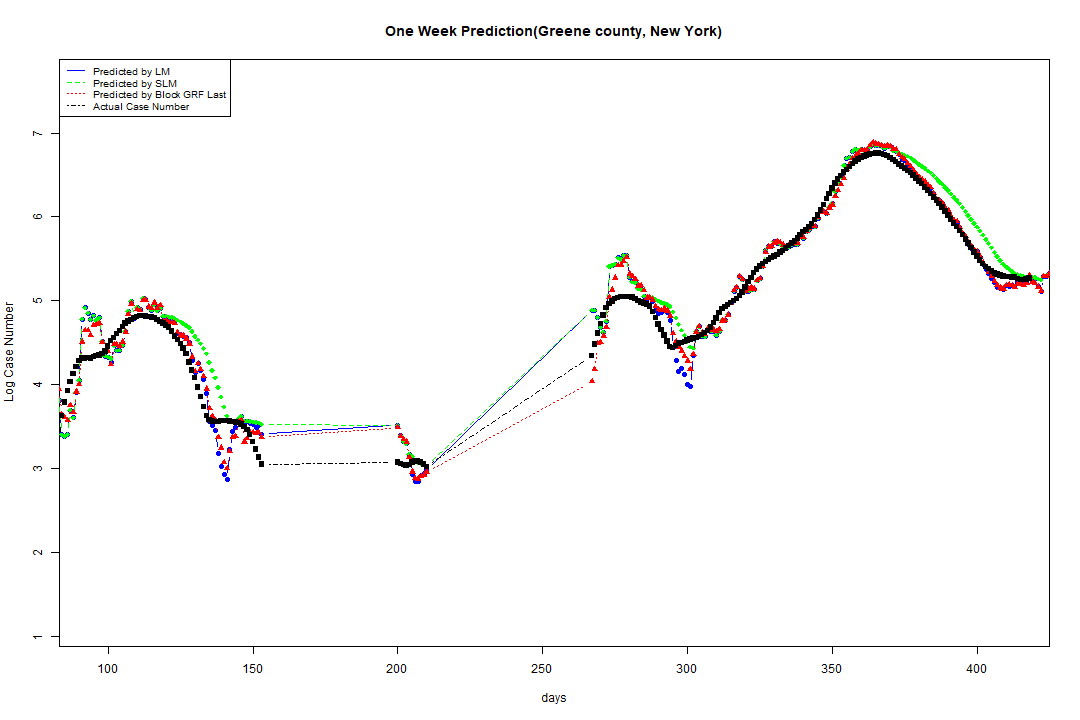 One Week Prediction(Greene county, New York)
Predicted by LM
Predicted by SLM
Predicted by Block GRF Last
Actual Case Number
7
6
5
4
3
2
1
Log Case Number
100 150 200 250 300 350 400
days